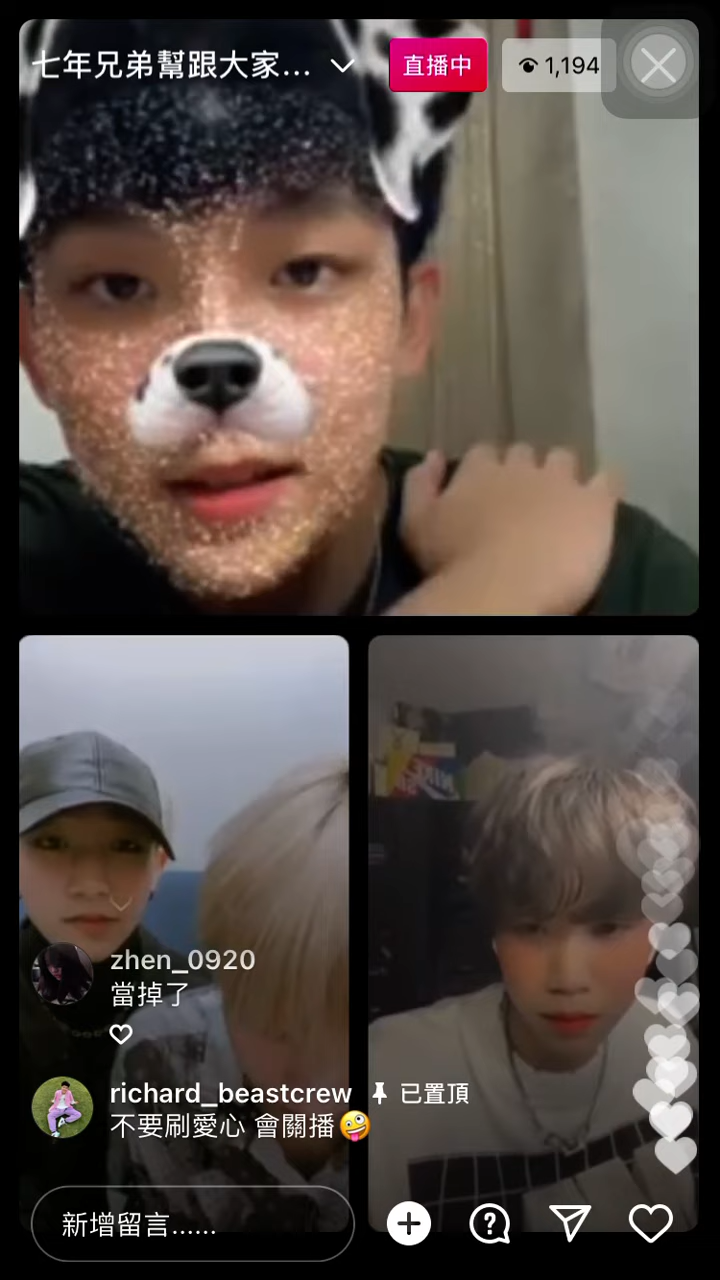 七年兄弟幫跟大家...
直播中
1,194
zhen_0920
當掉了
richard_beastcrew 已置頂
不要刷愛心 會關播🤪
新增留言......